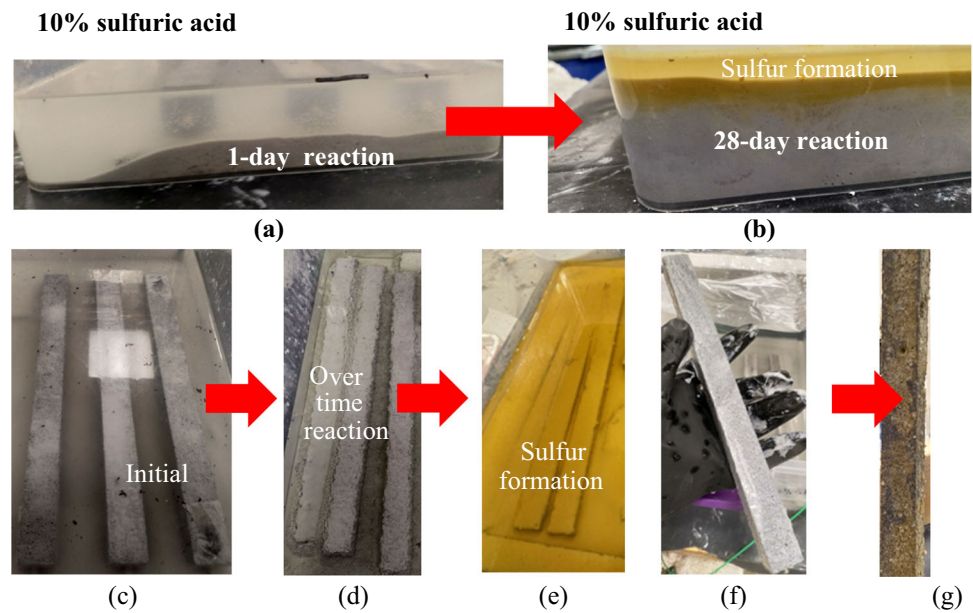 10% sulfuric acid
10% sulfuric acid
Sulfur formation
1-day reaction
28-day reaction
(a)
(b)
Initial
Over
time
reaction
Sulfur
formation
(c)
(d)
(e)
(f)
(g)